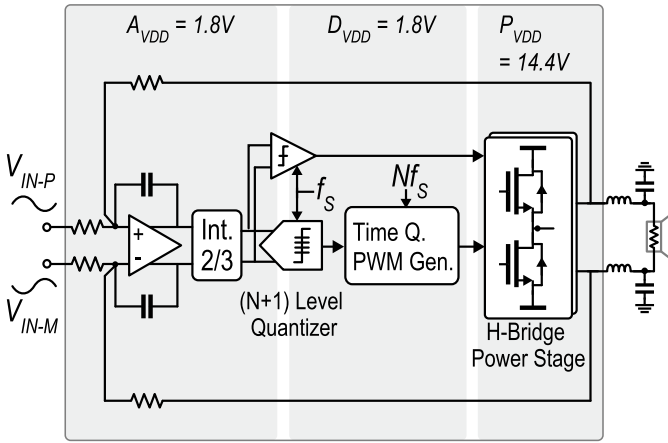 A_VDD = 1.8V
D_VDD = 1.8V
P_VDD
= 14.4V
V_IN-P
V_IN-M
+
-
Int.
2/3
f_S
Nf_S
(N+1) Level
Quantizer
Time Q.
PWM Gen.
H-Bridge
Power Stage